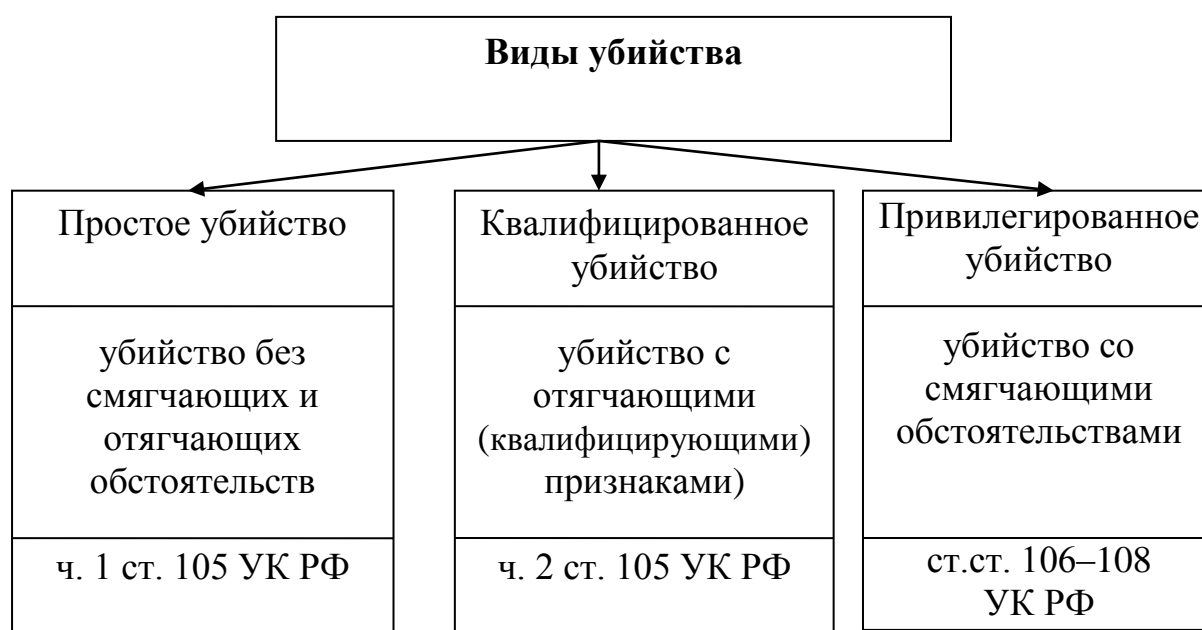 Виды убийства
Простое убийство
убийство без
смягчающих и
отягчающих
обстоятельств
ч. 1 ст. 105 УК РФ
Квалифицированное
убийство
убийство с
отягчающими
(квалифицирующими)
признаками)
ч. 2 ст. 105 УК РФ
Привилегированное
убийство
убийство со
смягчающими
обстоятельствами
ст.ст. 106–108
УК РФ